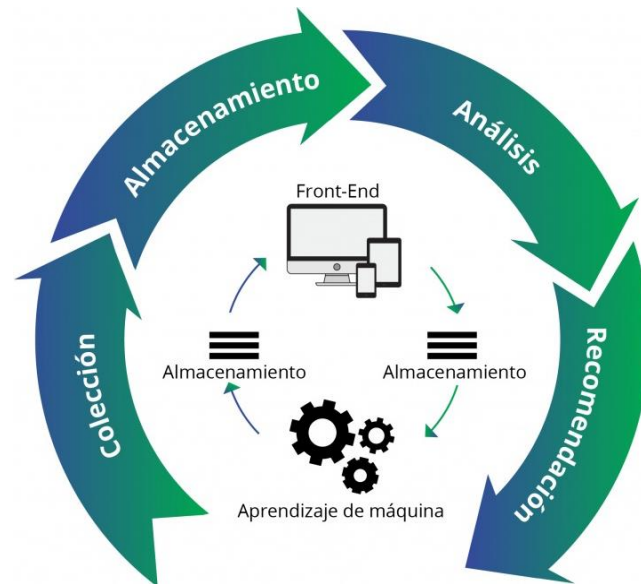 Almacenamiento
Análisis
Front-End
Colección
Almacenamiento
Almacenamiento
Recomendación
Aprendizaje de máquina